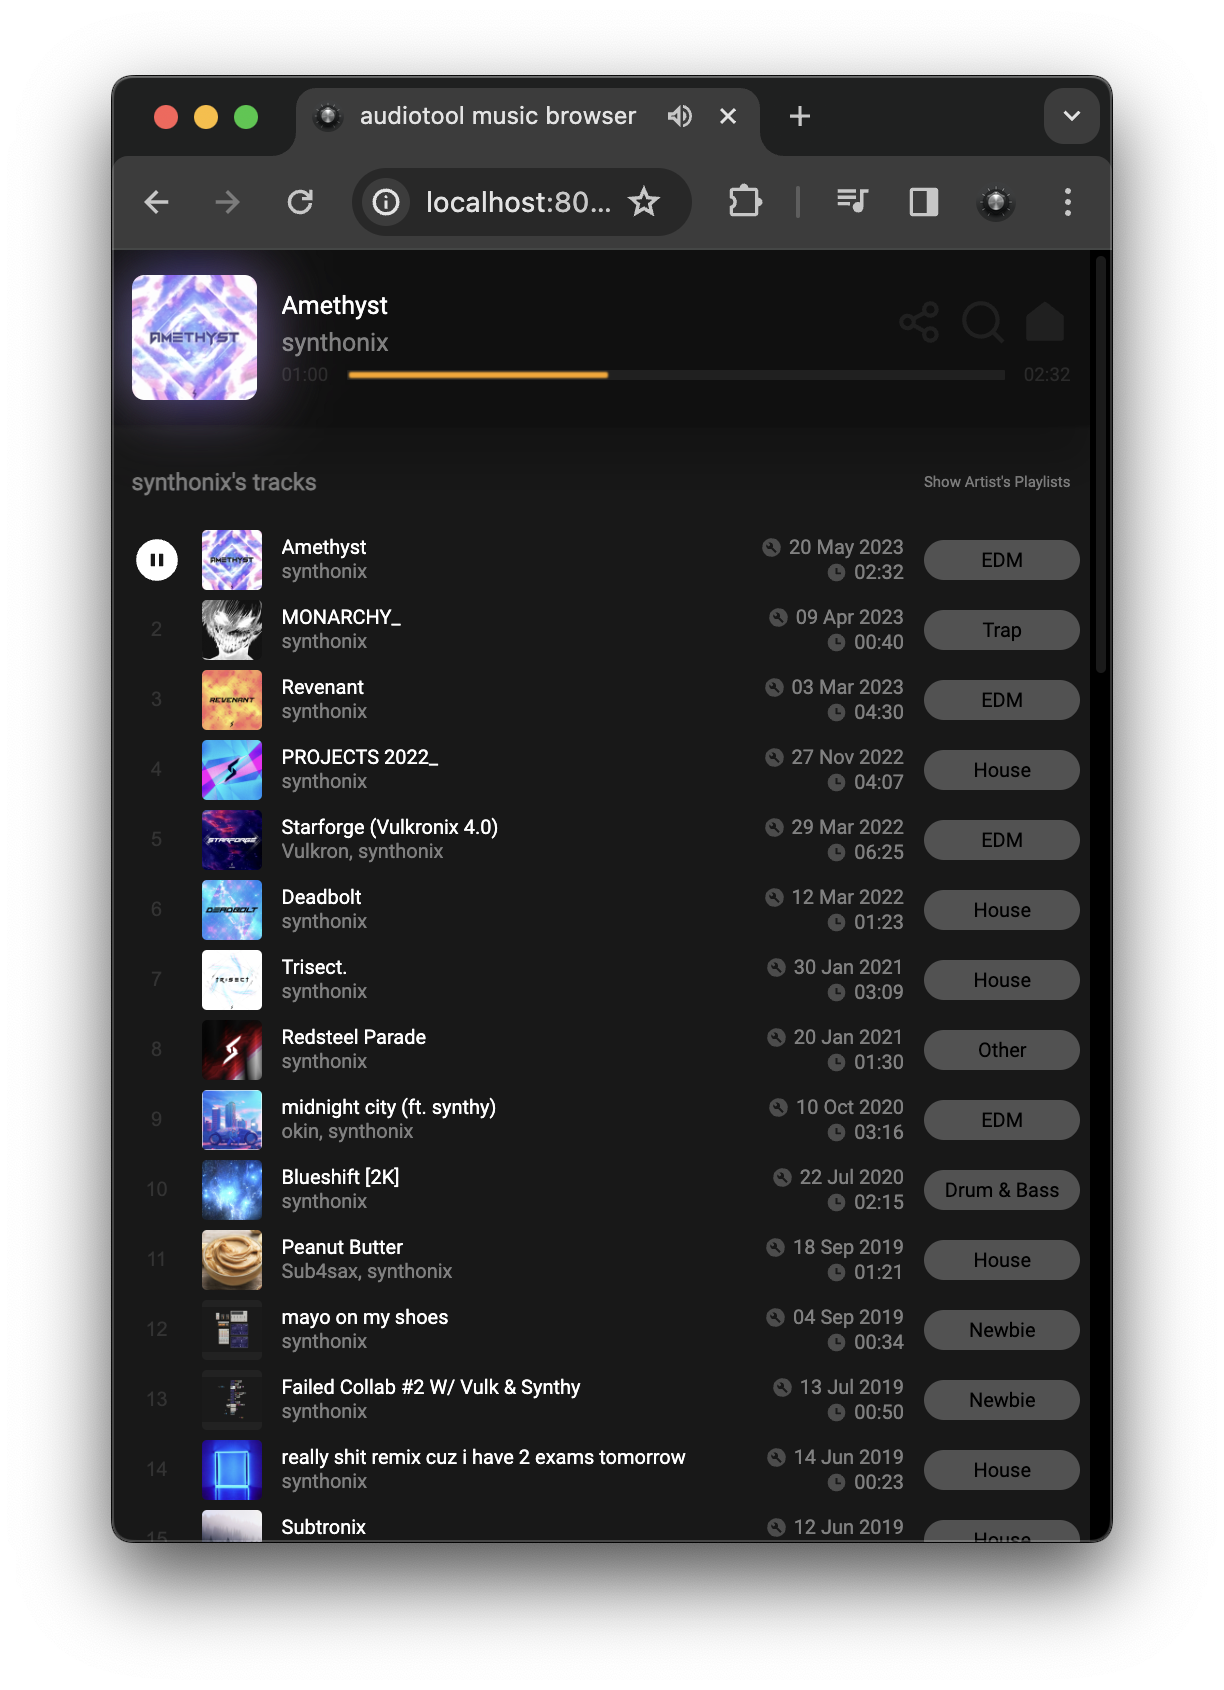 audiotool music browser
localhost:80...
AMETHYST
Amethyst
synthonix
01:00
02:32
synthonix's tracks
Show Artist's Playlists
AMETHYST
Amethyst
20 May 2023
EDM
synthonix
02:32
2
MONARCHY_
09 Apr 2023
Trap
synthonix
00:40
3
REVENANT
Revenant
03 Mar 2023
EDM
synthonix
04:30
4
PROJECTS 2022_
27 Nov 2022
House
synthonix
04:07
5
STARFORGE
Starforge (Vulkronix 4.0)
29 Mar 2022
EDM
Vulkron, synthonix
06:25
6
DEADBOLT
Deadbolt
12 Mar 2022
House
synthonix
01:23
7
TRISECT
Trisect.
30 Jan 2021
House
synthonix
03:09
8
Redsteel Parade
20 Jan 2021
Other
synthonix
01:30
9
midnight city (ft. synthy)
10 Oct 2020
EDM
okin, synthonix
03:16
10
Blueshift [2K]
22 Jul 2020
Drum & Bass
synthonix
02:15
11
Peanut Butter
18 Sep 2019
House
Sub4sax, synthonix
01:21
12
mayo on my shoes
04 Sep 2019
Newbie
synthonix
00:34
13
Failed Collab #2 W/ Vulk & Synthy
13 Jul 2019
Newbie
synthonix
00:50
14
really shit remix cuz i have 2 exams tomorrow
14 Jun 2019
House
synthonix
00:23
15
Subtronix
12 Jun 2019
House